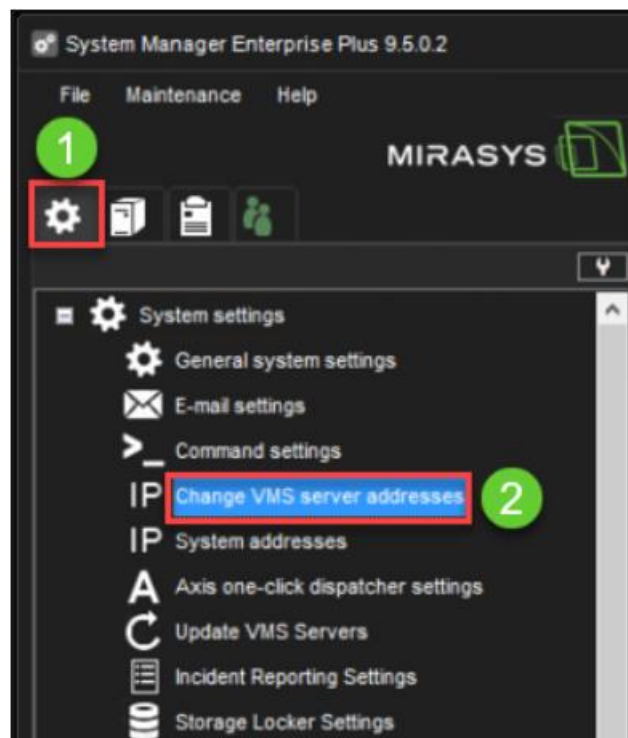 System Manager Enterprise Plus 9.5.0.2
File Maintenance Help
1
MIRASYS
System settings
General system settings
E-mail settings
>_ Command settings
IP Change VMS server addresses 2
IP System addresses
A Axis one-click dispatcher settings
Update VMS Servers
Incident Reporting Settings
Storage Locker Settings